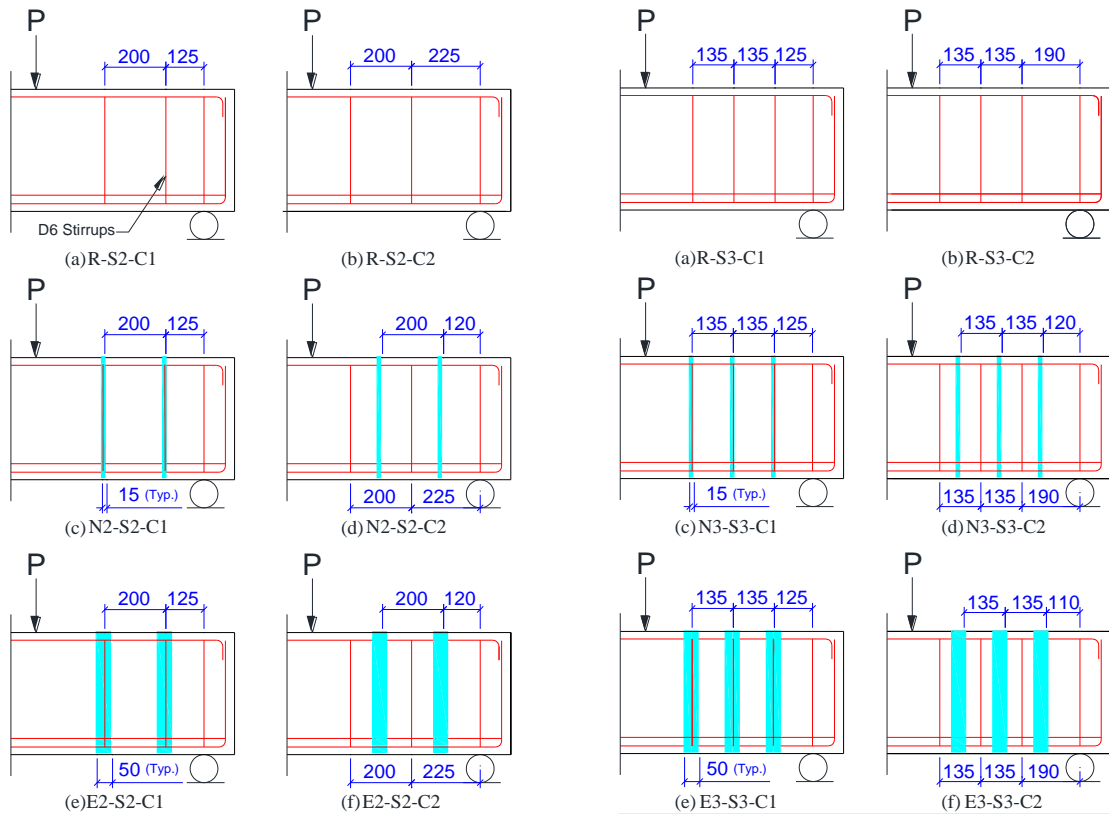 P P P P
200 125 200 225 135 135 125 135 135 190
D6 Stirrups
(a) R-S2-C1 (b) R-S2-C2 (a) R-S3-C1 (b) R-S3-C2
P P P P
200 125 200 120 135 135 125 135 135 120
15 (Typ.) 200 225 15 (Typ.) 135 135 190
(c) N2-S2-C1 (d) N2-S2-C2 (c) N3-S3-C1 (d) N3-S3-C2
P P P P
200 125 200 120 135 135 125 135 135 110
50 (Typ.) 200 225 50 (Typ.) 135 135 190
(e) E2-S2-C1 (f) E2-S2-C2 (e) E3-S3-C1 (f) E3-S3-C2